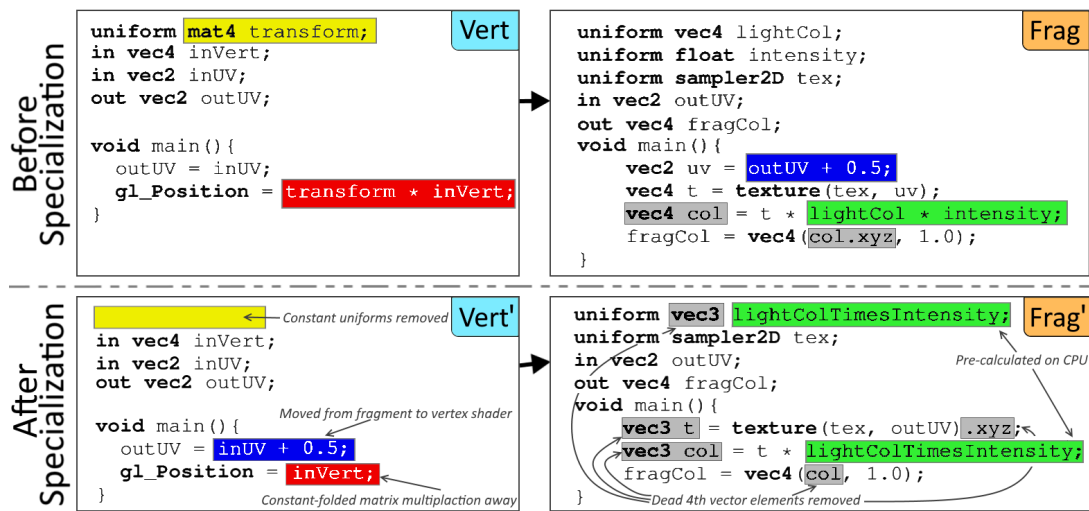 Before
Specialization
Vert
uniform mat4 transform;
in vec4 inVert;
in vec2 inUV;
out vec2 outUV;
void main(){
outUV = inUV;
gl_Position = transform * inVert;
}
Frag
uniform vec4 lightCol;
uniform float intensity;
uniform sampler2D tex;
in vec2 outUV;
out vec4 fragCol;
void main(){
vec2 uv = outUV + 0.5;
vec4 t = texture(tex, uv);
vec4 col = t * lightCol * intensity;
fragCol = vec4(col.xyz, 1.0);
}
After
Specialization
Vert'
Constant uniforms removed
in vec4 inVert;
in vec2 inUV;
out vec2 outUV;
Moved from fragment to vertex shader
void main(){
outUV = inUV + 0.5;
gl_Position = inVert;
Constant-folded matrix multiplaction away
}
Frag'
uniform vec3 lightColTimesIntensity;
uniform sampler2D tex;
in vec2 outUV;
Pre-calculated on CPU
out vec4 fragCol;
void main(){
vec3 t = texture(tex, outUV).xyz;
vec3 col = t * lightColTimesIntensity;
fragCol = vec4(col, 1.0);
} Dead 4th vector elements removed